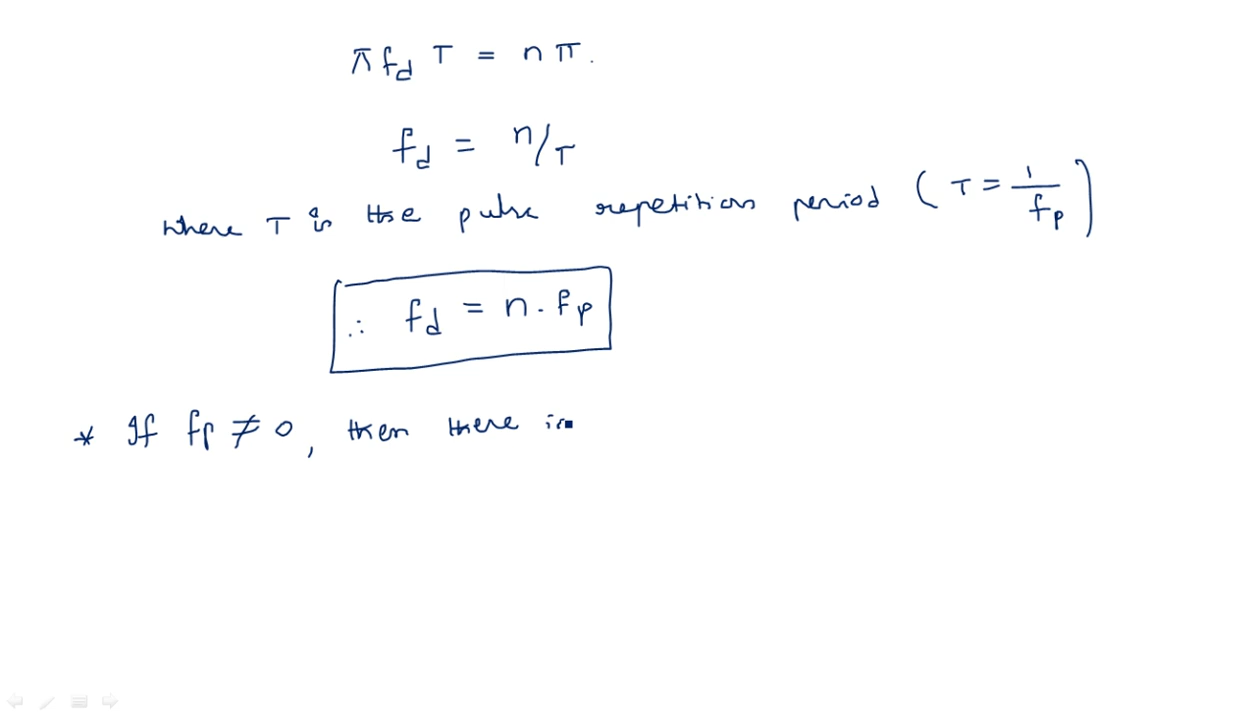 π f_d T = n π.
f_d = n/T
where T is the pulse repetition period ( T = 1/f_p )
∴ f_d = n . f_p
* If f_p ≠ 0, then there is